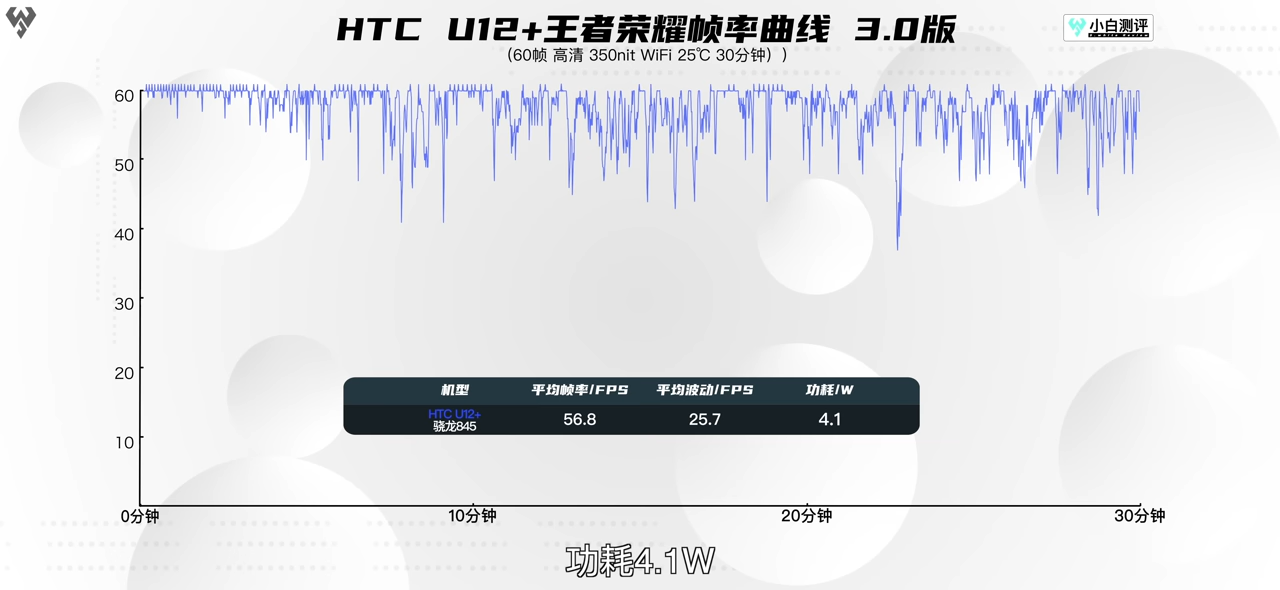 HTC U12+王者荣耀帧率曲线 3.0版
小白测评
(60帧 高清 350nit WiFi 25℃ 30分钟））
60
50
40
30
20
10
机型 平均帧率/FPS 平均波动/FPS 功耗/W
HTC U12+
骁龙845
56.8 25.7 4.1
0分钟 10分钟 20分钟 30分钟
功耗4.1W